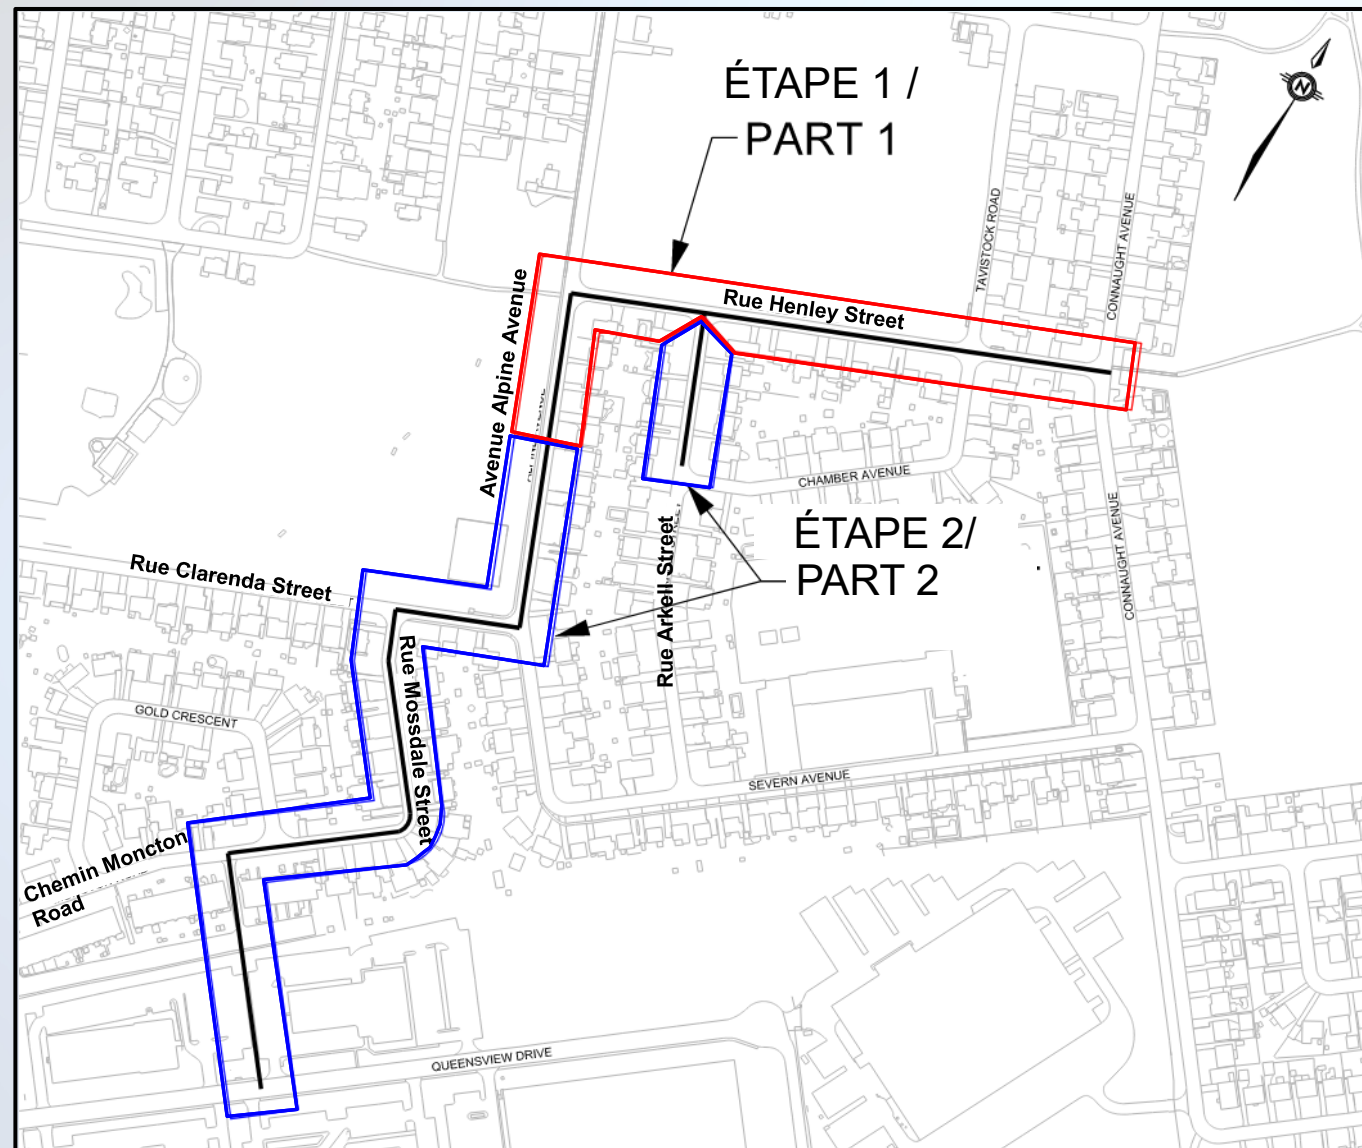 ÉTAPE 1 /
PART 1
N
TAVISTOCK ROAD
CONNAUGHT AVENUE
Rue Henley Street
Avenue Alpine Avenue
CHAMBER AVENUE
ÉTAPE 2/
PART 2
CONNAUGHT AVENUE
Rue Arkell Street
Rue Clarenda Street
Rue Mossdale Street
GOLD CRESCENT
SEVERN AVENUE
Chemin Moncton
Road
QUEENSVIEW DRIVE